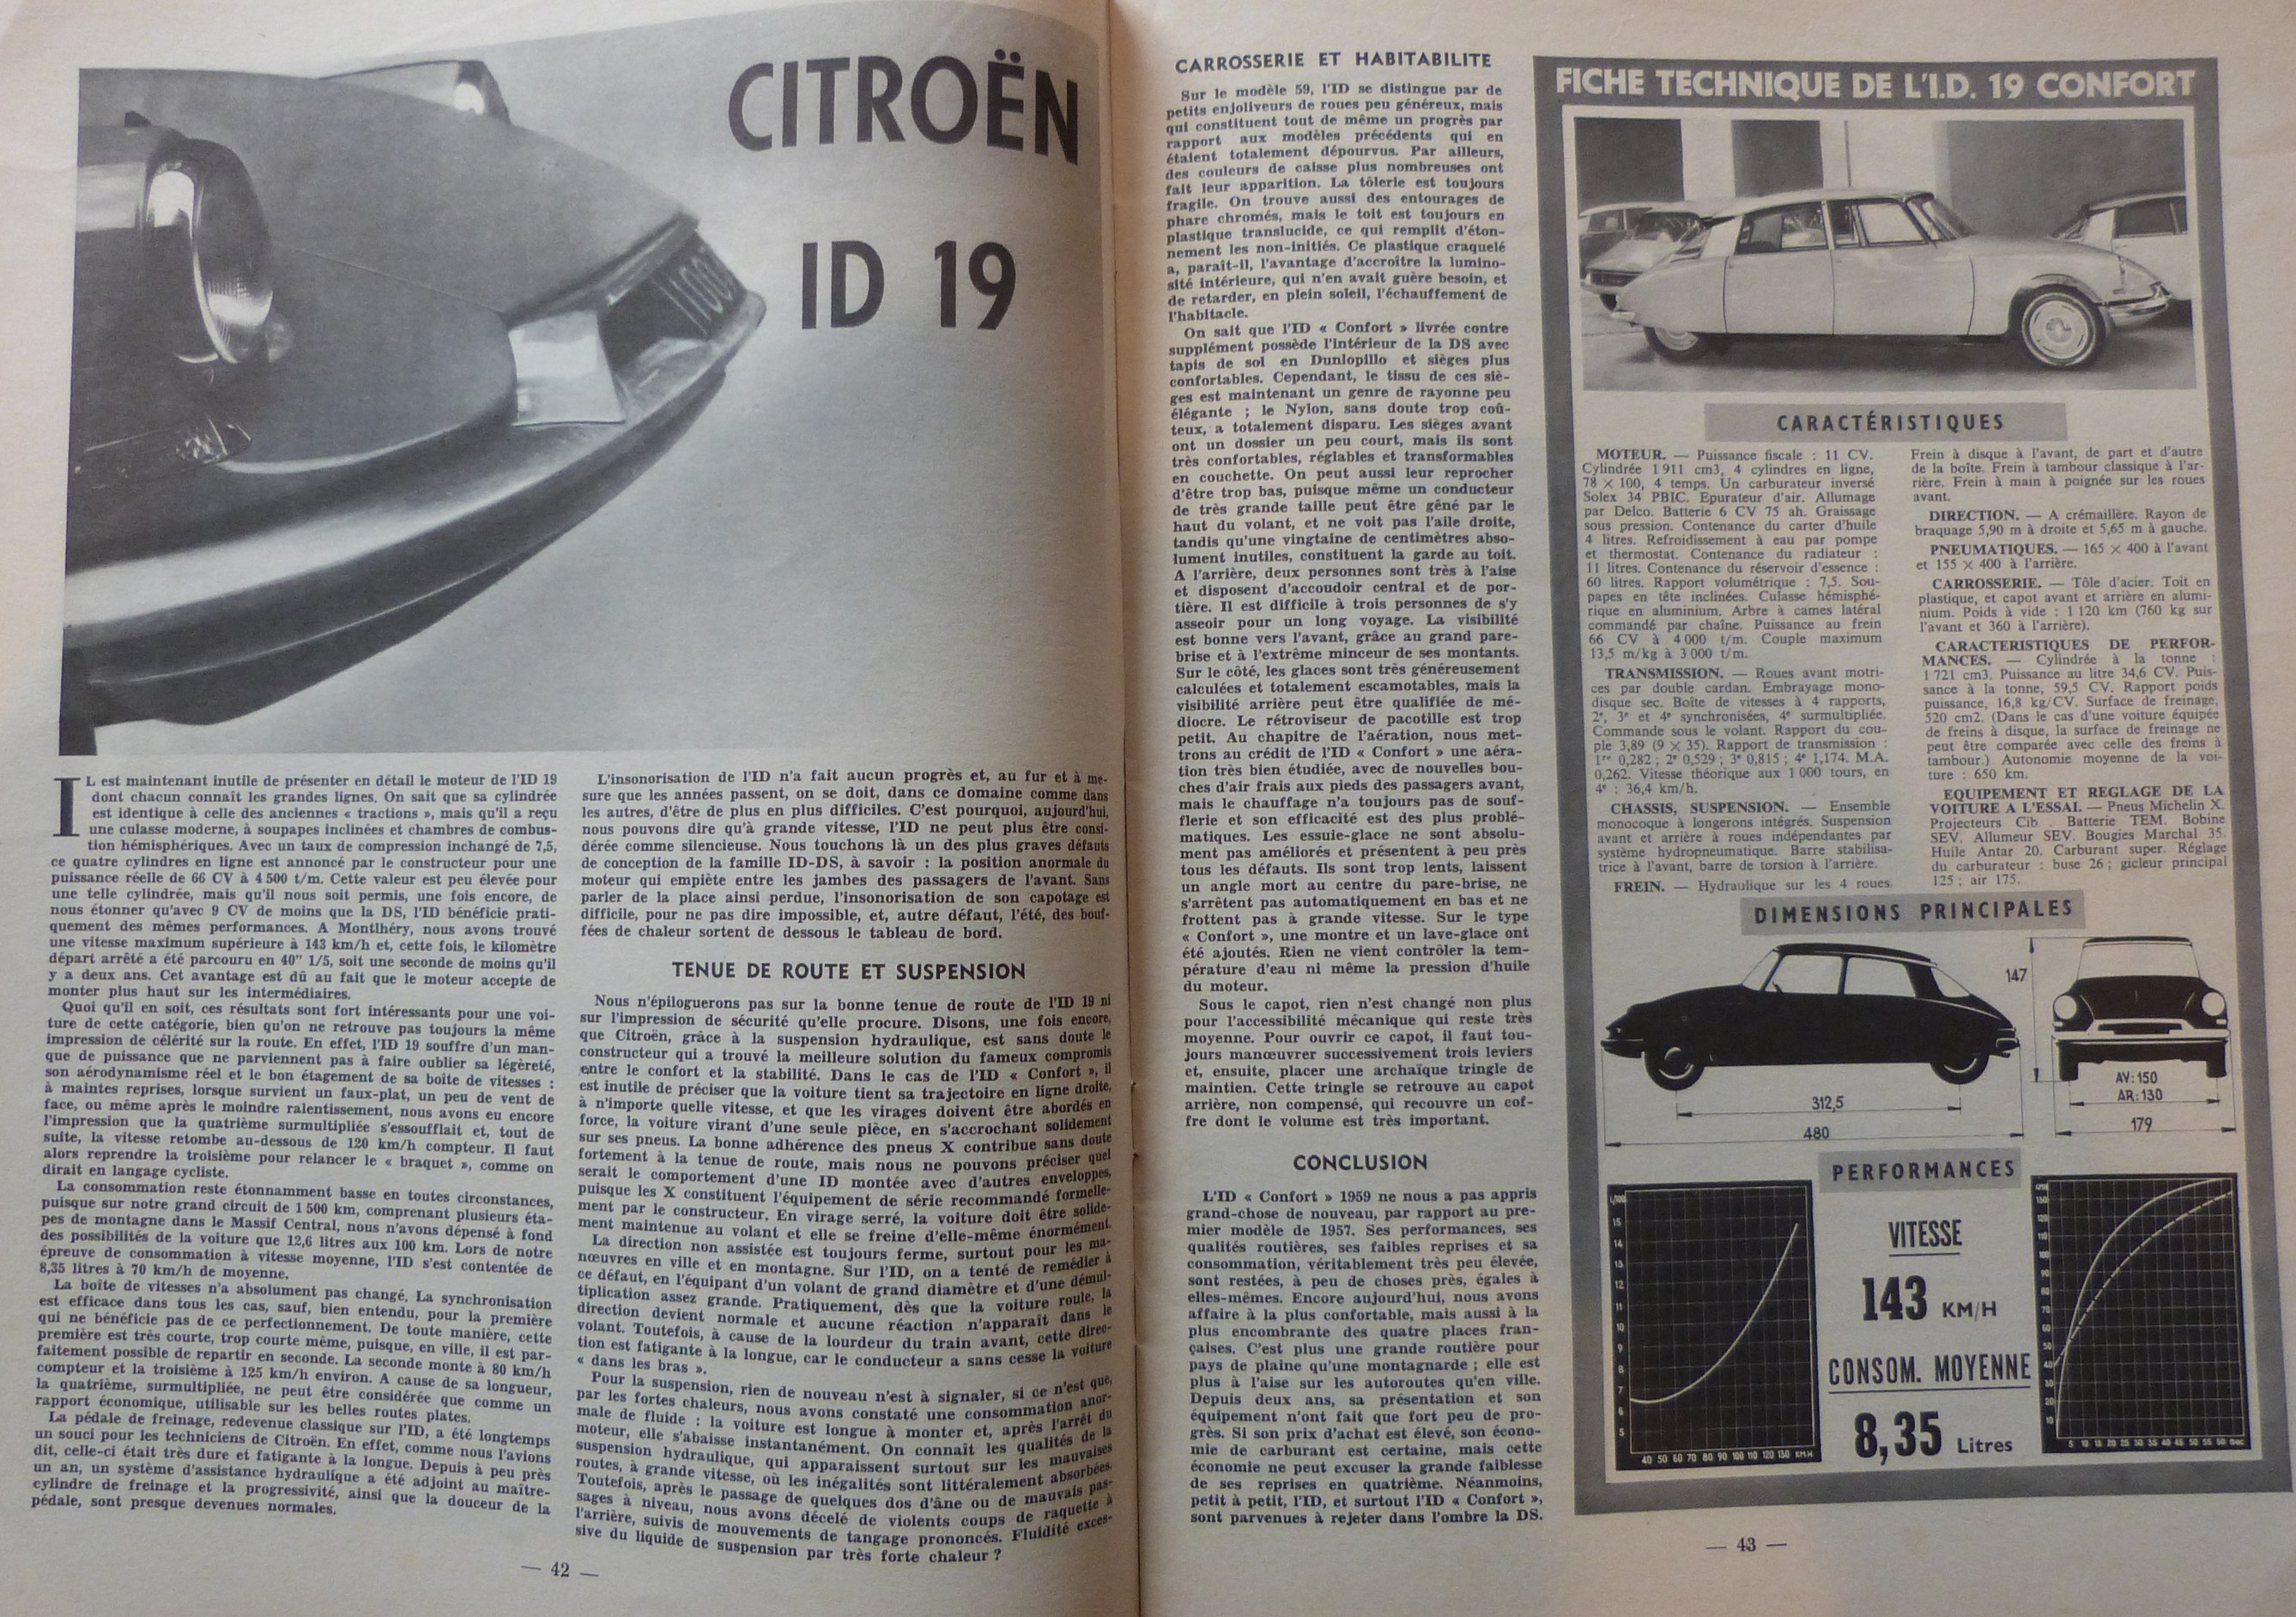 CITROËN
ID 19
IL est maintenant inutile de présenter en détail le moteur de l'ID 19
dont chacun connaît les grandes lignes. On sait que sa cylindrée
est identique à celle des anciennes « tractions », mais qu'il a reçu
une culasse moderne, à soupapes inclinées et chambres de combus-
tion hémisphériques. Avec un taux de compression inchangé de 7,5,
ce quatre cylindres en ligne est annoncé par le constructeur pour une
puissance réelle de 66 CV à 4 500 t/m. Cette valeur est peu élevée pour
une telle cylindrée, mais qu'il nous soit permis, une fois encore, de
nous étonner qu'avec 9 CV de moins que la DS, l'ID bénéficie prati-
quement des mêmes performances. A Montlhéry, nous avons trouvé
une vitesse maximum supérieure à 143 km/h et, cette fois, le kilomètre
départ arrêté a été parcouru en 40" 1/5, soit une seconde de moins qu'il
y a deux ans. Cet avantage est dû au fait que le moteur accepte de
monter plus haut sur les intermédiaires.
Quoi qu'il en soit, ces résultats sont fort intéressants pour une voi-
ture de cette catégorie, bien qu'on ne retrouve pas toujours la même
impression de célérité sur la route. En effet, l'ID 19 souffre d'un man-
que de puissance que ne parviennent pas à faire oublier sa légèreté,
son aérodynamisme réel et le bon étagement de sa boîte de vitesses :
à maintes reprises, lorsque survient un faux-plat, un peu de vent de
face, ou même après le moindre ralentissement, nous avons eu encore
l'impression que la quatrième surmultipliée s'essoufflait et, tout de
suite, la vitesse retombe au-dessous de 120 km/h compteur. Il faut
alors reprendre la troisième pour relancer le « braquet », comme on
dirait en langage cycliste.
La consommation reste étonnamment basse en toutes circonstances,
puisque sur notre grand circuit de 1 500 km, comprenant plusieurs éta-
pes de montagne dans le Massif Central, nous n'avons dépensé à fond
des possibilités de la voiture que 12,6 litres aux 100 km. Lors de notre
épreuve de consommation à vitesse moyenne, l'ID s'est contentée de
8,35 litres à 70 km/h de moyenne.
La boîte de vitesses n'a absolument pas changé. La synchronisation
est efficace dans tous les cas, sauf, bien entendu, pour la première
qui ne bénéficie pas de ce perfectionnement. De toute manière, cette
première est très courte, trop courte même, puisque, en ville, il est par-
faitement possible de repartir en seconde. La seconde monte à 80 km/h
compteur et la troisième à 125 km/h environ. A cause de sa longueur,
la quatrième, surmultipliée, ne peut être considérée que comme un
rapport économique, utilisable sur les belles routes plates.
La pédale de freinage, redevenue classique sur l'ID, a été longtemps
un souci pour les techniciens de Citroën. En effet, comme nous l'avions
dit, celle-ci était très dure et fatigante à la longue. Depuis à peu près
un an, un système d'assistance hydraulique a été adjoint au maître-
cylindre de freinage et la progressivité, ainsi que la douceur de la
pédale, sont presque devenues normales.
L'insonorisation de l'ID n'a fait aucun progrès et, au fur et à me-
sure que les années passent, on se doit, dans ce domaine comme dans
les autres, d'être de plus en plus difficiles. C'est pourquoi, aujourd'hui,
nous pouvons dire qu'à grande vitesse, l'ID ne peut plus être consi-
dérée comme silencieuse. Nous touchons là un des plus graves défauts
de conception de la famille ID-DS, à savoir : la position anormale du
moteur qui empiète entre les jambes des passagers de l'avant. Sans
parler de la place ainsi perdue, l'insonorisation de son capotage est
difficile, pour ne pas dire impossible, et, autre défaut, l'été, des bouf-
fées de chaleur sortent de dessous le tableau de bord.
TENUE DE ROUTE ET SUSPENSION
Nous n'épiloguerons pas sur la bonne tenue de route de l'ID 19 ni
sur l'impression de sécurité qu'elle procure. Disons, une fois encore,
que Citroën, grâce à la suspension hydraulique, est sans doute le
constructeur qui a trouvé la meilleure solution du fameux compromis
entre le confort et la stabilité. Dans le cas de l'ID « Confort », il
est inutile de préciser que la voiture tient sa trajectoire en ligne droite,
à n'importe quelle vitesse, et que les virages doivent être abordés en
force, la voiture virant d'une seule pièce, en s'accrochant solidement
sur ses pneus. La bonne adhérence des pneus X contribue sans doute
fortement à la tenue de route, mais nous ne pouvons préciser quel
serait le comportement d'une ID montée avec d'autres enveloppes,
puisque les X constituent l'équipement de série recommandé formelle-
ment par le constructeur. En virage serré, la voiture doit être solide-
ment maintenue au volant et elle se freine d'elle-même énormément.
La direction non assistée est toujours ferme, surtout pour les ma-
nœuvres en ville et en montagne. Sur l'ID, on a tenté de remédier à
ce défaut, en l'équipant d'un volant de grand diamètre et d'une démul-
tiplication assez grande. Pratiquement, dès que la voiture roule, la
direction devient normale et aucune réaction n'apparaît dans le
volant. Toutefois, à cause de la lourdeur du train avant, cette direc-
tion est fatigante à la longue, car le conducteur a sans cesse la voiture
« dans les bras ».
Pour la suspension, rien de nouveau n'est à signaler, si ce n'est que,
par les fortes chaleurs, nous avons constaté une consommation anor-
male de fluide : la voiture est longue à monter et, après l'arrêt du
moteur, elle s'abaisse instantanément. On connaît les qualités de la
suspension hydraulique, qui apparaissent surtout sur les mauvaises
routes, à grande vitesse, où les inégalités sont littéralement absorbées.
Toutefois, après le passage de quelques dos d'âne ou de mauvais pas-
sages à niveau, nous avons décelé de violents coups de raquette à
l'arrière, suivis de mouvements de tangage prononcés. Fluidité exces-
sive du liquide de suspension par très forte chaleur ?
— 42 —
CARROSSERIE ET HABITABILITE
Sur le modèle 59, l'ID se distingue par de
petits enjoliveurs de roues peu généreux, mais
qui constituent tout de même un progrès par
rapport aux modèles précédents qui en
étaient totalement dépourvus. Par ailleurs,
des couleurs de caisse plus nombreuses ont
fait leur apparition. La tôlerie est toujours
fragile. On trouve aussi des entourages de
phare chromés, mais le toit est toujours en
plastique translucide, ce qui remplit d'éton-
nement les non-initiés. Ce plastique craquelé
a, paraît-il, l'avantage d'accroître la lumino-
sité intérieure, qui n'en avait guère besoin, et
de retarder, en plein soleil, l'échauffement de
l'habitacle.
On sait que l'ID « Confort » livrée contre
supplément possède l'intérieur de la DS avec
tapis de sol en Dunlopillo et sièges plus
confortables. Cependant, le tissu de ces siè-
ges est maintenant un genre de rayonne peu
élégante ; le Nylon, sans doute trop coû-
teux, a totalement disparu. Les sièges avant
ont un dossier un peu court, mais ils sont
très confortables, réglables et transformables
en couchette. On peut aussi leur reprocher
d'être trop bas, puisque même un conducteur
de très grande taille peut être gêné par le
haut du volant, et ne voit pas l'aile droite,
tandis qu'une vingtaine de centimètres abso-
lument inutiles, constituent la garde au toit.
A l'arrière, deux personnes sont très à l'aise
et disposent d'accoudoir central et de por-
tière. Il est difficile à trois personnes de s'y
asseoir pour un long voyage. La visibilité
est bonne vers l'avant, grâce au grand pare-
brise et à l'extrême minceur de ses montants.
Sur le côté, les glaces sont très généreusement
calculées et totalement escamotables, mais la
visibilité arrière peut être qualifiée de mé-
diocre. Le rétroviseur de pacotille est trop
petit. Au chapitre de l'aération, nous met-
trons au crédit de l'ID « Confort » une aéra-
tion très bien étudiée, avec de nouvelles bou-
ches d'air frais aux pieds des passagers avant,
mais le chauffage n'a toujours pas de souf-
flerie et son efficacité est des plus problé-
matiques. Les essuie-glace ne sont absolu-
ment pas améliorés et présentent à peu près
tous les défauts. Ils sont trop lents, laissent
un angle mort au centre du pare-brise, ne
s'arrêtent pas automatiquement en bas et ne
frottent pas à grande vitesse. Sur le type
« Confort », une montre et un lave-glace ont
été ajoutés. Rien ne vient contrôler la tem-
pérature d'eau ni même la pression d'huile
du moteur.
Sous le capot, rien n'est changé non plus
pour l'accessibilité mécanique qui reste très
moyenne. Pour ouvrir ce capot, il faut tou-
jours manœuvrer successivement trois leviers
et, ensuite, placer une archaïque tringle de
maintien. Cette tringle se retrouve au capot
arrière, non compensé, qui recouvre un cof-
fre dont le volume est très important.
CONCLUSION
L'ID « Confort » 1959 ne nous a pas appris
grand-chose de nouveau, par rapport au pre-
mier modèle de 1957. Ses performances, ses
qualités routières, ses faibles reprises et sa
consommation, véritablement très peu élevée,
sont restées, à peu de choses près, égales à
elles-mêmes. Encore aujourd'hui, nous avons
affaire à la plus confortable, mais aussi à la
plus encombrante des quatre places fran-
çaises. C'est plus une grande routière pour
pays de plaine qu'une montagnarde ; elle est
plus à l'aise sur les autoroutes qu'en ville.
Depuis deux ans, sa présentation et son
équipement n'ont fait que fort peu de pro-
grès. Si son prix d'achat est élevé, son écono-
mie de carburant est certaine, mais cette
économie ne peut excuser la grande faiblesse
de ses reprises en quatrième. Néanmoins,
petit à petit, l'ID, et surtout l'ID « Confort »,
sont parvenues à rejeter dans l'ombre la DS.
FICHE TECHNIQUE DE L'I.D. 19 CONFORT
CARACTÉRISTIQUES
MOTEUR. — Puissance fiscale : 11 CV.
Cylindrée 1 911 cm3, 4 cylindres en ligne,
78 × 100, 4 temps. Un carburateur inversé
Solex 34 PBIC. Epurateur d'air. Allumage
par Delco. Batterie 6 CV 75 ah. Graissage
sous pression. Contenance du carter d'huile
4 litres. Refroidissement à eau par pompe
et thermostat. Contenance du radiateur :
11 litres. Contenance du réservoir d'essence :
60 litres. Rapport volumétrique : 7,5. Sou-
papes en tête inclinées. Culasse hémisphé-
rique en aluminium. Arbre à cames latéral
commandé par chaîne. Puissance au frein
66 CV à 4 000 t/m. Couple maximum
13,5 m/kg à 3 000 t/m.
TRANSMISSION. — Roues avant motri-
ces par double cardan. Embrayage mono-
disque sec. Boîte de vitesses à 4 rapports,
2e, 3e et 4e synchronisées, 4e surmultipliée.
Commande sous le volant. Rapport du cou-
ple 3,89 (9 × 35). Rapport de transmission :
1re 0,282 ; 2e 0,529 ; 3e 0,815 ; 4e 1,174. M.A.
0,262. Vitesse théorique aux 1 000 tours, en
4e : 36,4 km/h.
CHASSIS, SUSPENSION. — Ensemble
monocoque à longerons intégrés. Suspension
avant et arrière à roues indépendantes par
système hydropneumatique. Barre stabilisa-
trice à l'avant, barre de torsion à l'arrière.
FREIN. — Hydraulique sur les 4 roues.
Frein à disque à l'avant, de part et d'autre
de la boîte. Frein à tambour classique à l'ar-
rière. Frein à main à poignée sur les roues
avant.
DIRECTION. — A crémaillère. Rayon de
braquage 5,90 m à droite et 5,65 m à gauche.
PNEUMATIQUES. — 165 × 400 à l'avant
et 155 × 400 à l'arrière.
CARROSSERIE. — Tôle d'acier. Toit en
plastique, et capot avant et arrière en alumi-
nium. Poids à vide : 1 120 km (760 kg sur
l'avant et 360 à l'arrière).
CARACTERISTIQUES DE PERFOR-
MANCES. — Cylindrée à la tonne :
1 721 cm3. Puissance au litre 34,6 CV. Puis-
sance à la tonne, 59,5 CV. Rapport poids
puissance, 16,8 kg/CV. Surface de freinage,
520 cm2. (Dans le cas d'une voiture équipée
de freins à disque, la surface de freinage ne
peut être comparée avec celle des freins à
tambour.) Autonomie moyenne de la voi-
ture : 650 km.
EQUIPEMENT ET REGLAGE DE LA
VOITURE A L'ESSAI — Pneus Michelin X.
Projecteurs Cib. Batterie TEM. Bobine
SEV. Allumeur SEV. Bougies Marchal 35.
Huile Antar 20. Carburant super. Réglage
du carburateur : buse 26 ; gicleur principal
125 ; air 175.
DIMENSIONS PRINCIPALES
147
AV:150
AR:130
312,5
179
480
PERFORMANCES
L/100
15
14
13
12
11
10
9
8
7
6
5
40 50 60 70 80 90 100 110 120 130 KM.H
VITESSE
143 KM/H
CONSOM. MOYENNE
8,35 Litres
130
120
110
100
90
80
70
60
50
40
30
20
10
5 10 15 20 25 30 35 40 45 50 55 60
— 43 —